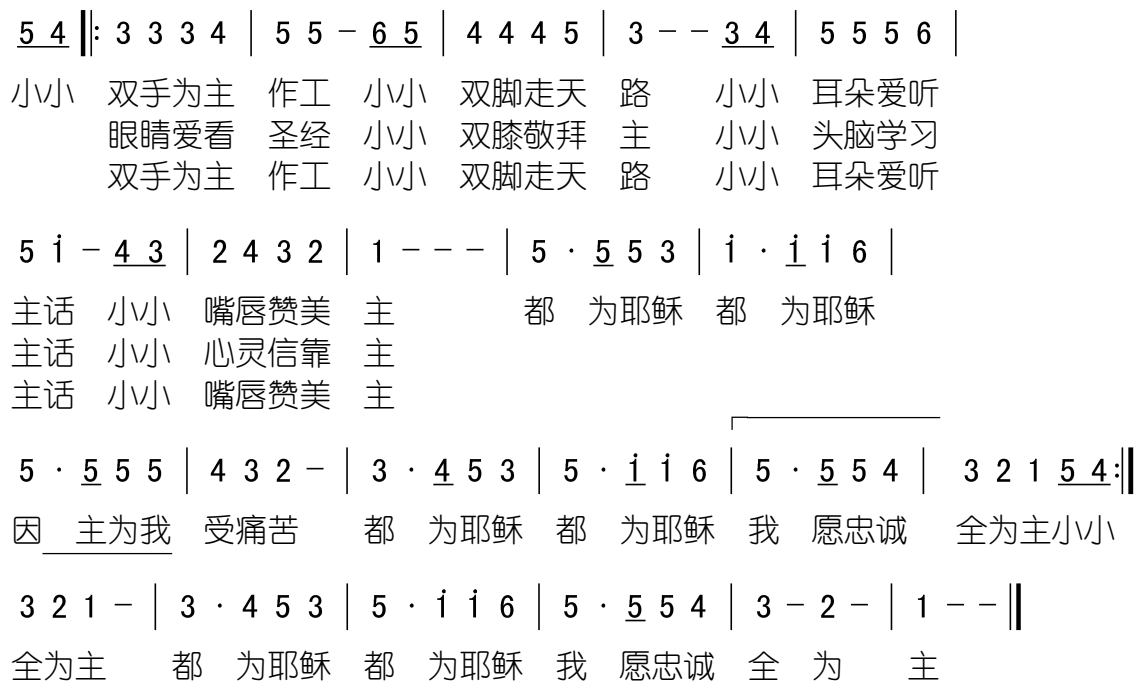 5 4 ‖: 3 3 3 4 | 5 5 － 6 5 | 4 4 4 5 | 3 － － 3 4 | 5 5 5 6 |
小小 双手为主 作工 小小 双脚走天 路 小小 耳朵爱听
眼睛爱看 圣经 小小 双膝敬拜 主 小小 头脑学习
双手为主 作工 小小 双脚走天 路 小小 耳朵爱听
5 i － 4 3 | 2 4 3 2 | 1 － － － | 5 · 5 5 3 | i · i i 6 |
主话 小小 嘴唇赞美 主 都 为耶稣 都 为耶稣
主话 小小 心灵信靠 主
主话 小小 嘴唇赞美 主
5 · 5 5 5 | 4 3 2 － | 3 · 4 5 3 | 5 · i i 6 | 5 · 5 5 4 | 3 2 1 5 4 :‖
因 主为我 受痛苦 都 为耶稣 都 为耶稣 我 愿忠诚 全为主小小
3 2 1 － | 3 · 4 5 3 | 5 · i i 6 | 5 · 5 5 4 | 3 － 2 － | 1 － － ‖
全为主 都 为耶稣 都 为耶稣 我 愿忠诚 全 为 主